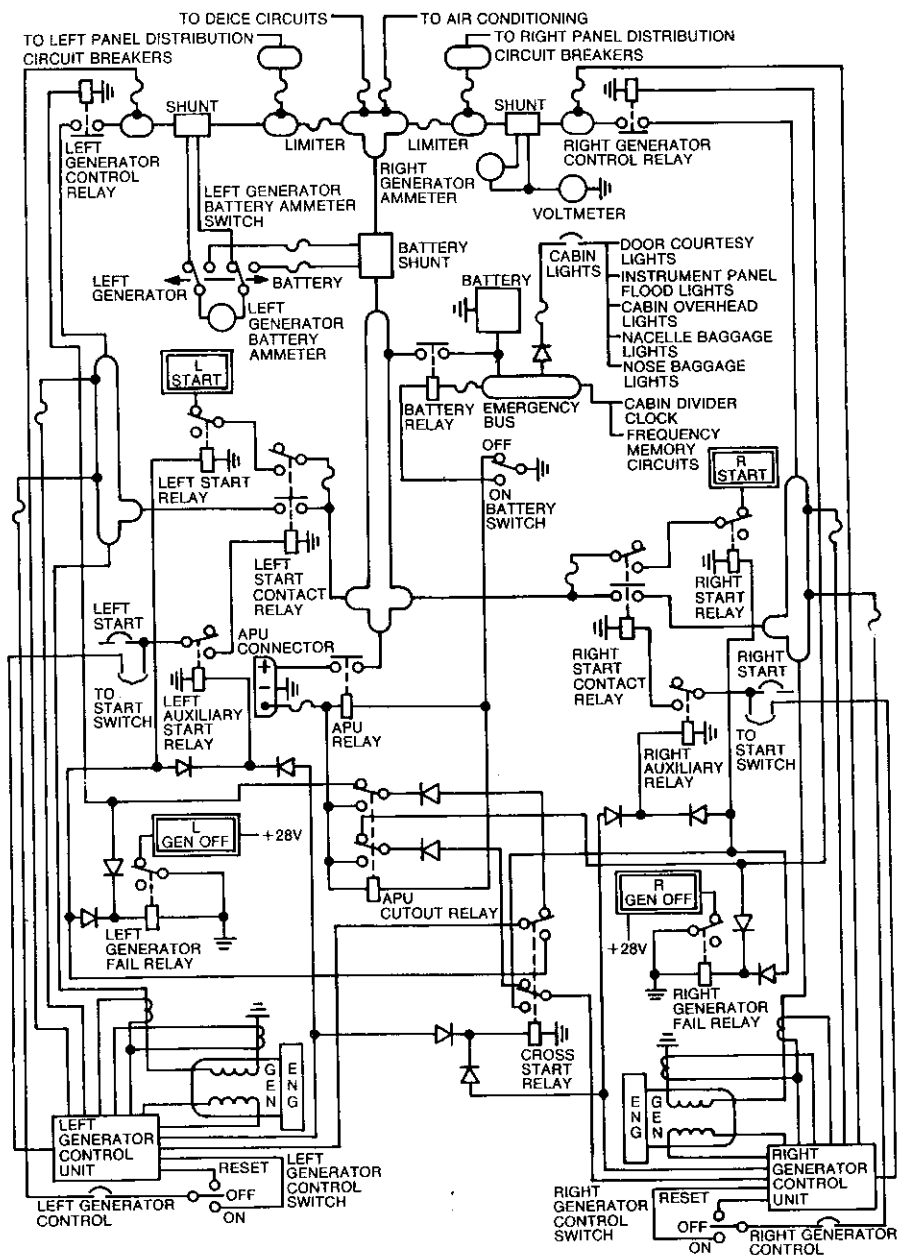 TO DEICE CIRCUITS
TO AIR CONDITIONING
TO LEFT PANEL DISTRIBUTION
CIRCUIT BREAKERS
TO RIGHT PANEL DISTRIBUTION
CIRCUIT BREAKERS
SHUNT
SHUNT
LIMITER
LIMITER
LEFT
GENERATOR
CONTROL
RELAY
RIGHT
GENERATOR
AMMETER
RIGHT GENERATOR
CONTROL RELAY
VOLTMETER
LEFT GENERATOR
BATTERY AMMETER
SWITCH
BATTERY
SHUNT
LEFT
GENERATOR
BATTERY
LEFT
GENERATOR
BATTERY
AMMETER
BATTERY
CABIN
LIGHTS
DOOR COURTESY
LIGHTS
INSTRUMENT PANEL
FLOOD LIGHTS
CABIN OVERHEAD
LIGHTS
NACELLE BAGGAGE
LIGHTS
NOSE BAGGAGE
LIGHTS
BATTERY
RELAY
EMERGENCY
BUS
CABIN DIVIDER
CLOCK
FREQUENCY
MEMORY
CIRCUITS
L
START
LEFT START
RELAY
OFF
ON
BATTERY
SWITCH
R
START
LEFT
START
CONTACT
RELAY
RIGHT
START RELAY
LEFT
START
APU
CONNECTOR
+
−
TO
START SWITCH
LEFT
AUXILIARY
START
RELAY
APU
RELAY
RIGHT
START
CONTACT
RELAY
RIGHT
START
TO
START
SWITCH
RIGHT
AUXILIARY
RELAY
L
GEN OFF
+28V
LEFT GENERATOR
FAIL RELAY
APU
CUTOUT RELAY
R
GEN OFF
+28V
RIGHT
GENERATOR
FAIL RELAY
CROSS
START
RELAY
GEN
ENG
ENG
GEN
LEFT
GENERATOR
CONTROL
UNIT
RESET
OFF
ON
LEFT
GENERATOR
CONTROL
SWITCH
LEFT GENERATOR
CONTROL
RIGHT
GENERATOR
CONTROL
SWITCH
RESET
OFF
ON
RIGHT
GENERATOR
CONTROL
UNIT
RIGHT GENERATOR
CONTROL